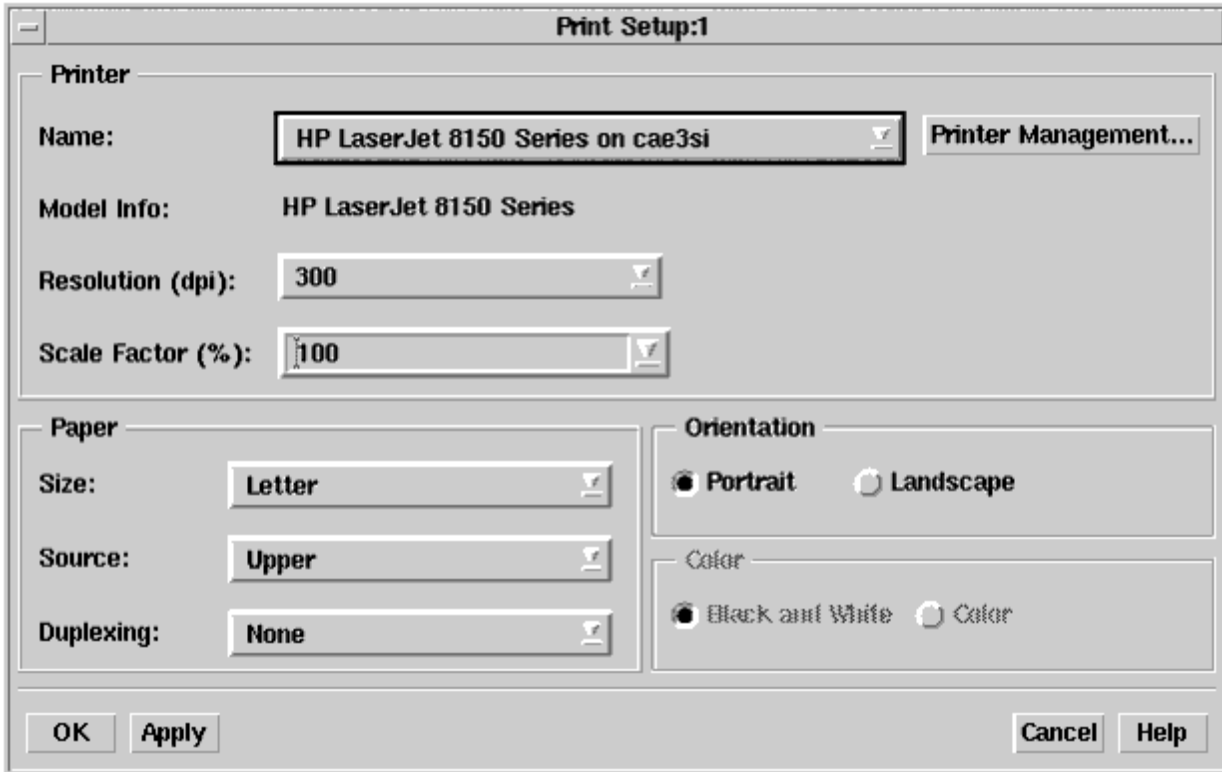 Print Setup:1
Printer
Name: HP LaserJet 8150 Series on cae3si Printer Management...
Model Info: HP LaserJet 8150 Series
Resolution (dpi): 300
Scale Factor (%): 100
Paper
Size: Letter
Source: Upper
Duplexing: None
Orientation
Portrait Landscape
Color
Black and White Color
OK Apply Cancel Help